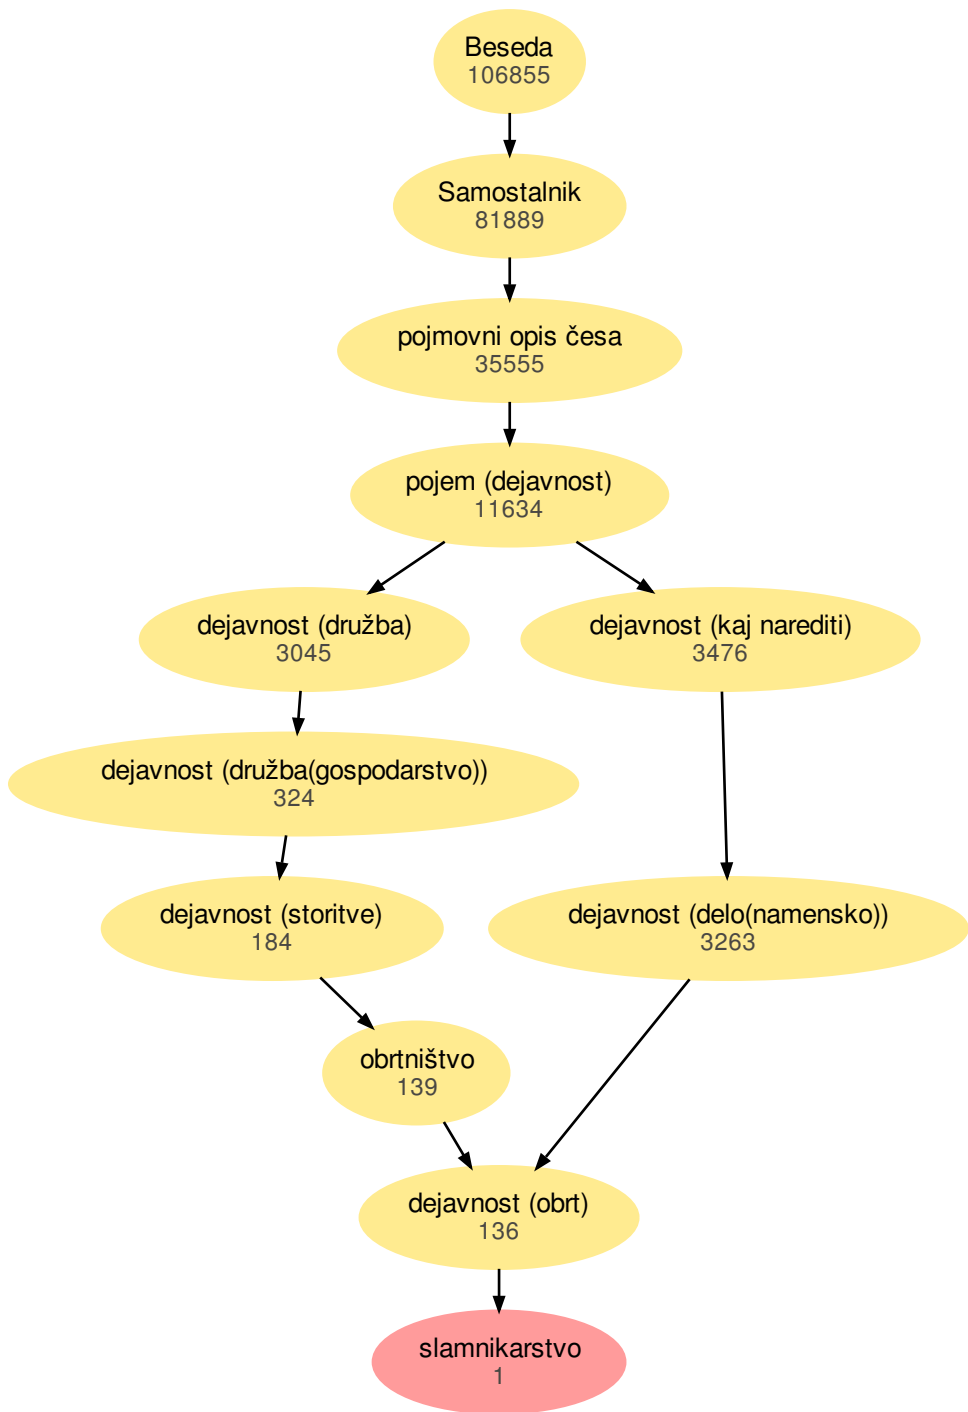 Beseda
106855
Samostalnik
81889
pojmovni opis česa
35555
pojem (dejavnost)
11634
dejavnost (družba)
3045
dejavnost (kaj narediti)
3476
dejavnost (družba(gospodarstvo))
324
dejavnost (storitve)
184
dejavnost (delo(namensko))
3263
obrtništvo
139
dejavnost (obrt)
136
slamnikarstvo
1